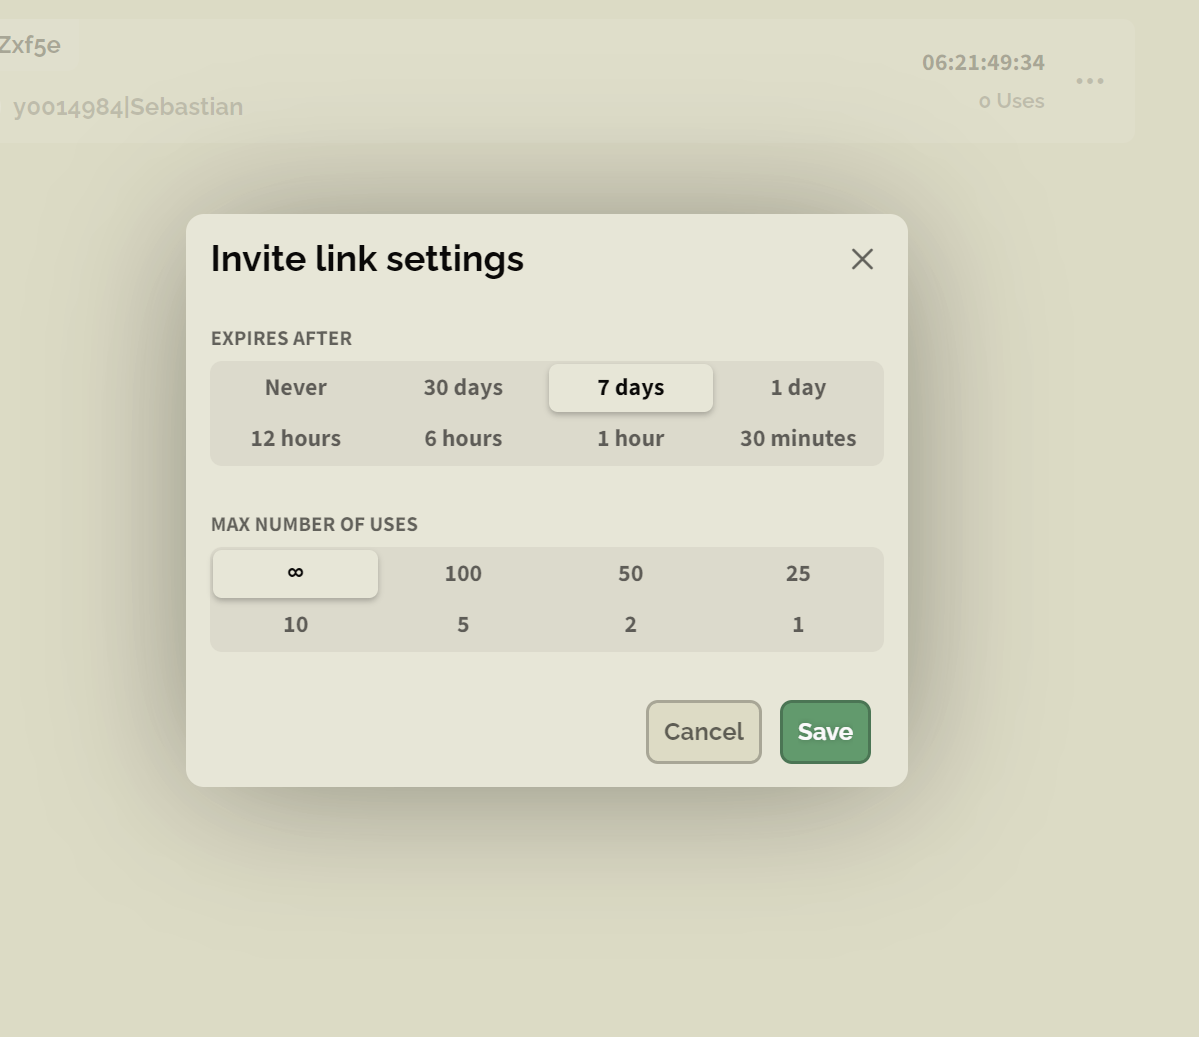 Zxf5e
06:21:49:34
0 Uses
y0014984|Sebastian
Invite link settings
EXPIRES AFTER
Never 30 days 7 days 1 day
12 hours 6 hours 1 hour 30 minutes
MAX NUMBER OF USES
∞ 100 50 25
10 5 2 1
Cancel Save